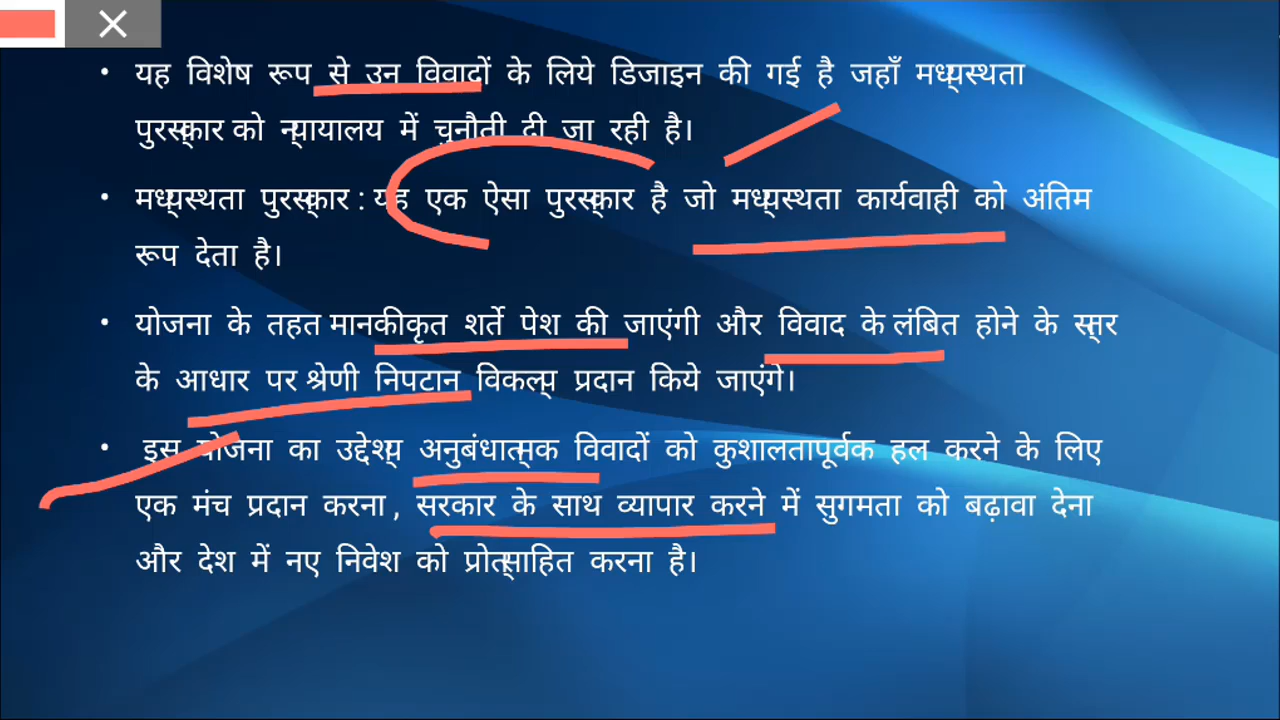 • यह विशेष रूप से उन विवादों के लिये डिजाइन की गई है जहाँ मध्यस्थता
पुरस्कार को न्यायालय में चुनौती दी जा रही है।
• मध्यस्थता पुरस्कार : यह एक ऐसा पुरस्कार है जो मध्यस्थता कार्यवाही को अंतिम
रूप देता है।
• योजना के तहत मानकीकृत शर्ते पेश की जाएंगी और विवाद के लंबित होने के स्तर
के आधार पर श्रेणी निपटान विकल्प प्रदान किये जाएंगे।
• इस योजना का उद्देश्य अनुबंधात्मक विवादों को कुशालतापूर्वक हल करने के लिए
एक मंच प्रदान करना , सरकार के साथ व्यापार करने में सुगमता को बढ़ावा देना
और देश में नए निवेश को प्रोत्साहित करना है।